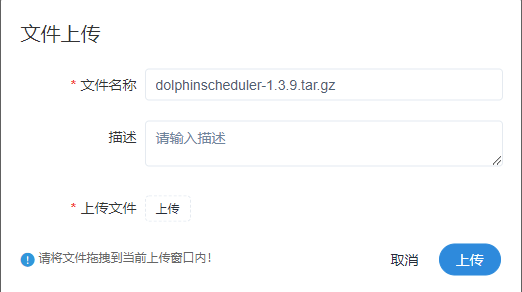 文件上传
* 文件名称 dolphinscheduler-1.3.9.tar.gz
描述 请输入描述
* 上传文件 上传
! 请将文件拖拽到当前上传窗口内! 取消 上传